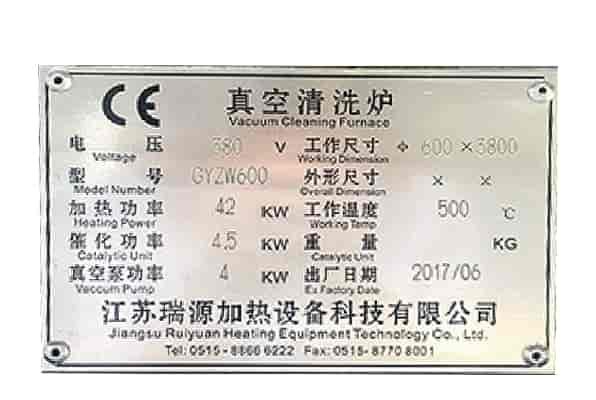 CE
真空清洗炉
Vacuum Cleaning Furnace
电 压 380 V 工作尺寸 Φ 600×3800
Voltage Working Dimension
型 号 GYZW600 外形尺寸 × ×
Model Number Overall Dimension
加热功率 42 KW 工作温度 500 ℃
Heating Power Working Temp
催化功率 4.5 KW 重 量 KG
Catalytic Unit Catalytic Unit
真空泵功率 4 KW 出厂日期 2017/06
Vaccum Pump Ex Factory Date
江苏瑞源加热设备科技有限公司
Jiangsu Ruiyuan Heating Equipment Technology Co., Ltd.
Tel: 0515-8866 6222 Fax: 0515-8770 8001